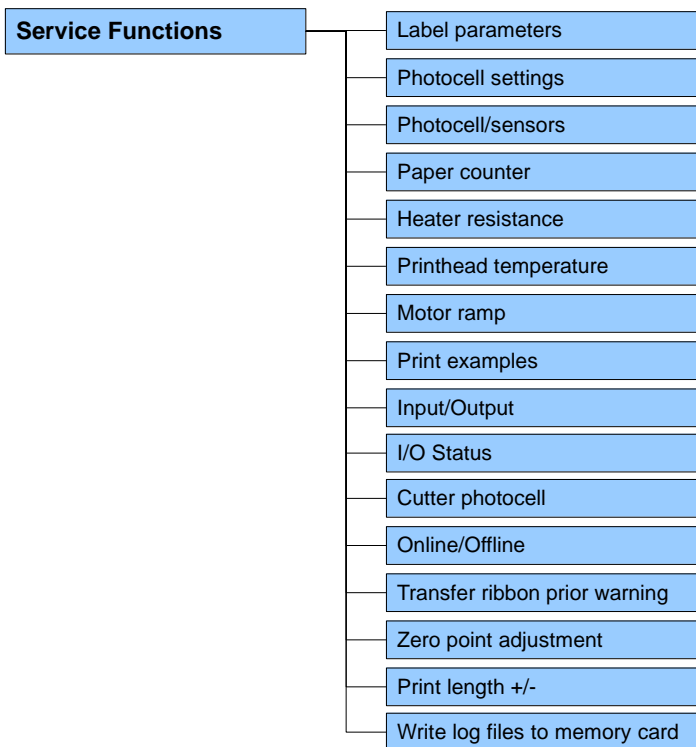 Service Functions
Label parameters
Photocell settings
Photocell/sensors
Paper counter
Heater resistance
Printhead temperature
Motor ramp
Print examples
Input/Output
I/O Status
Cutter photocell
Online/Offline
Transfer ribbon prior warning
Zero point adjustment
Print length +/-
Write log files to memory card